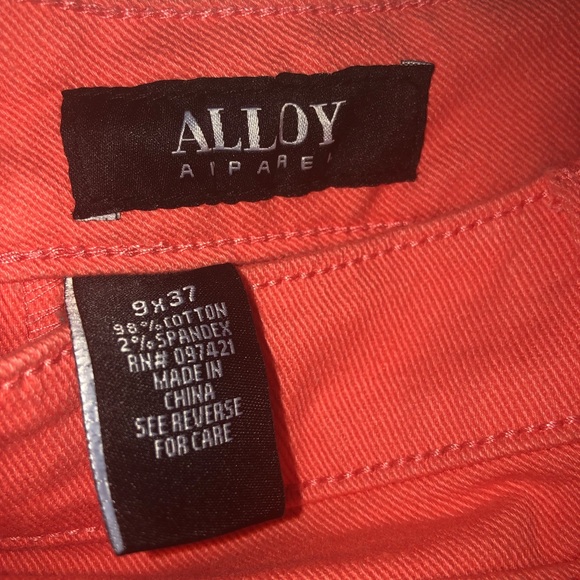 ALLOY
APPAREL
9x37
98% COTTON
2% SPANDEX
RN# 097421
MADE IN
CHINA
SEE REVERSE
FOR CARE